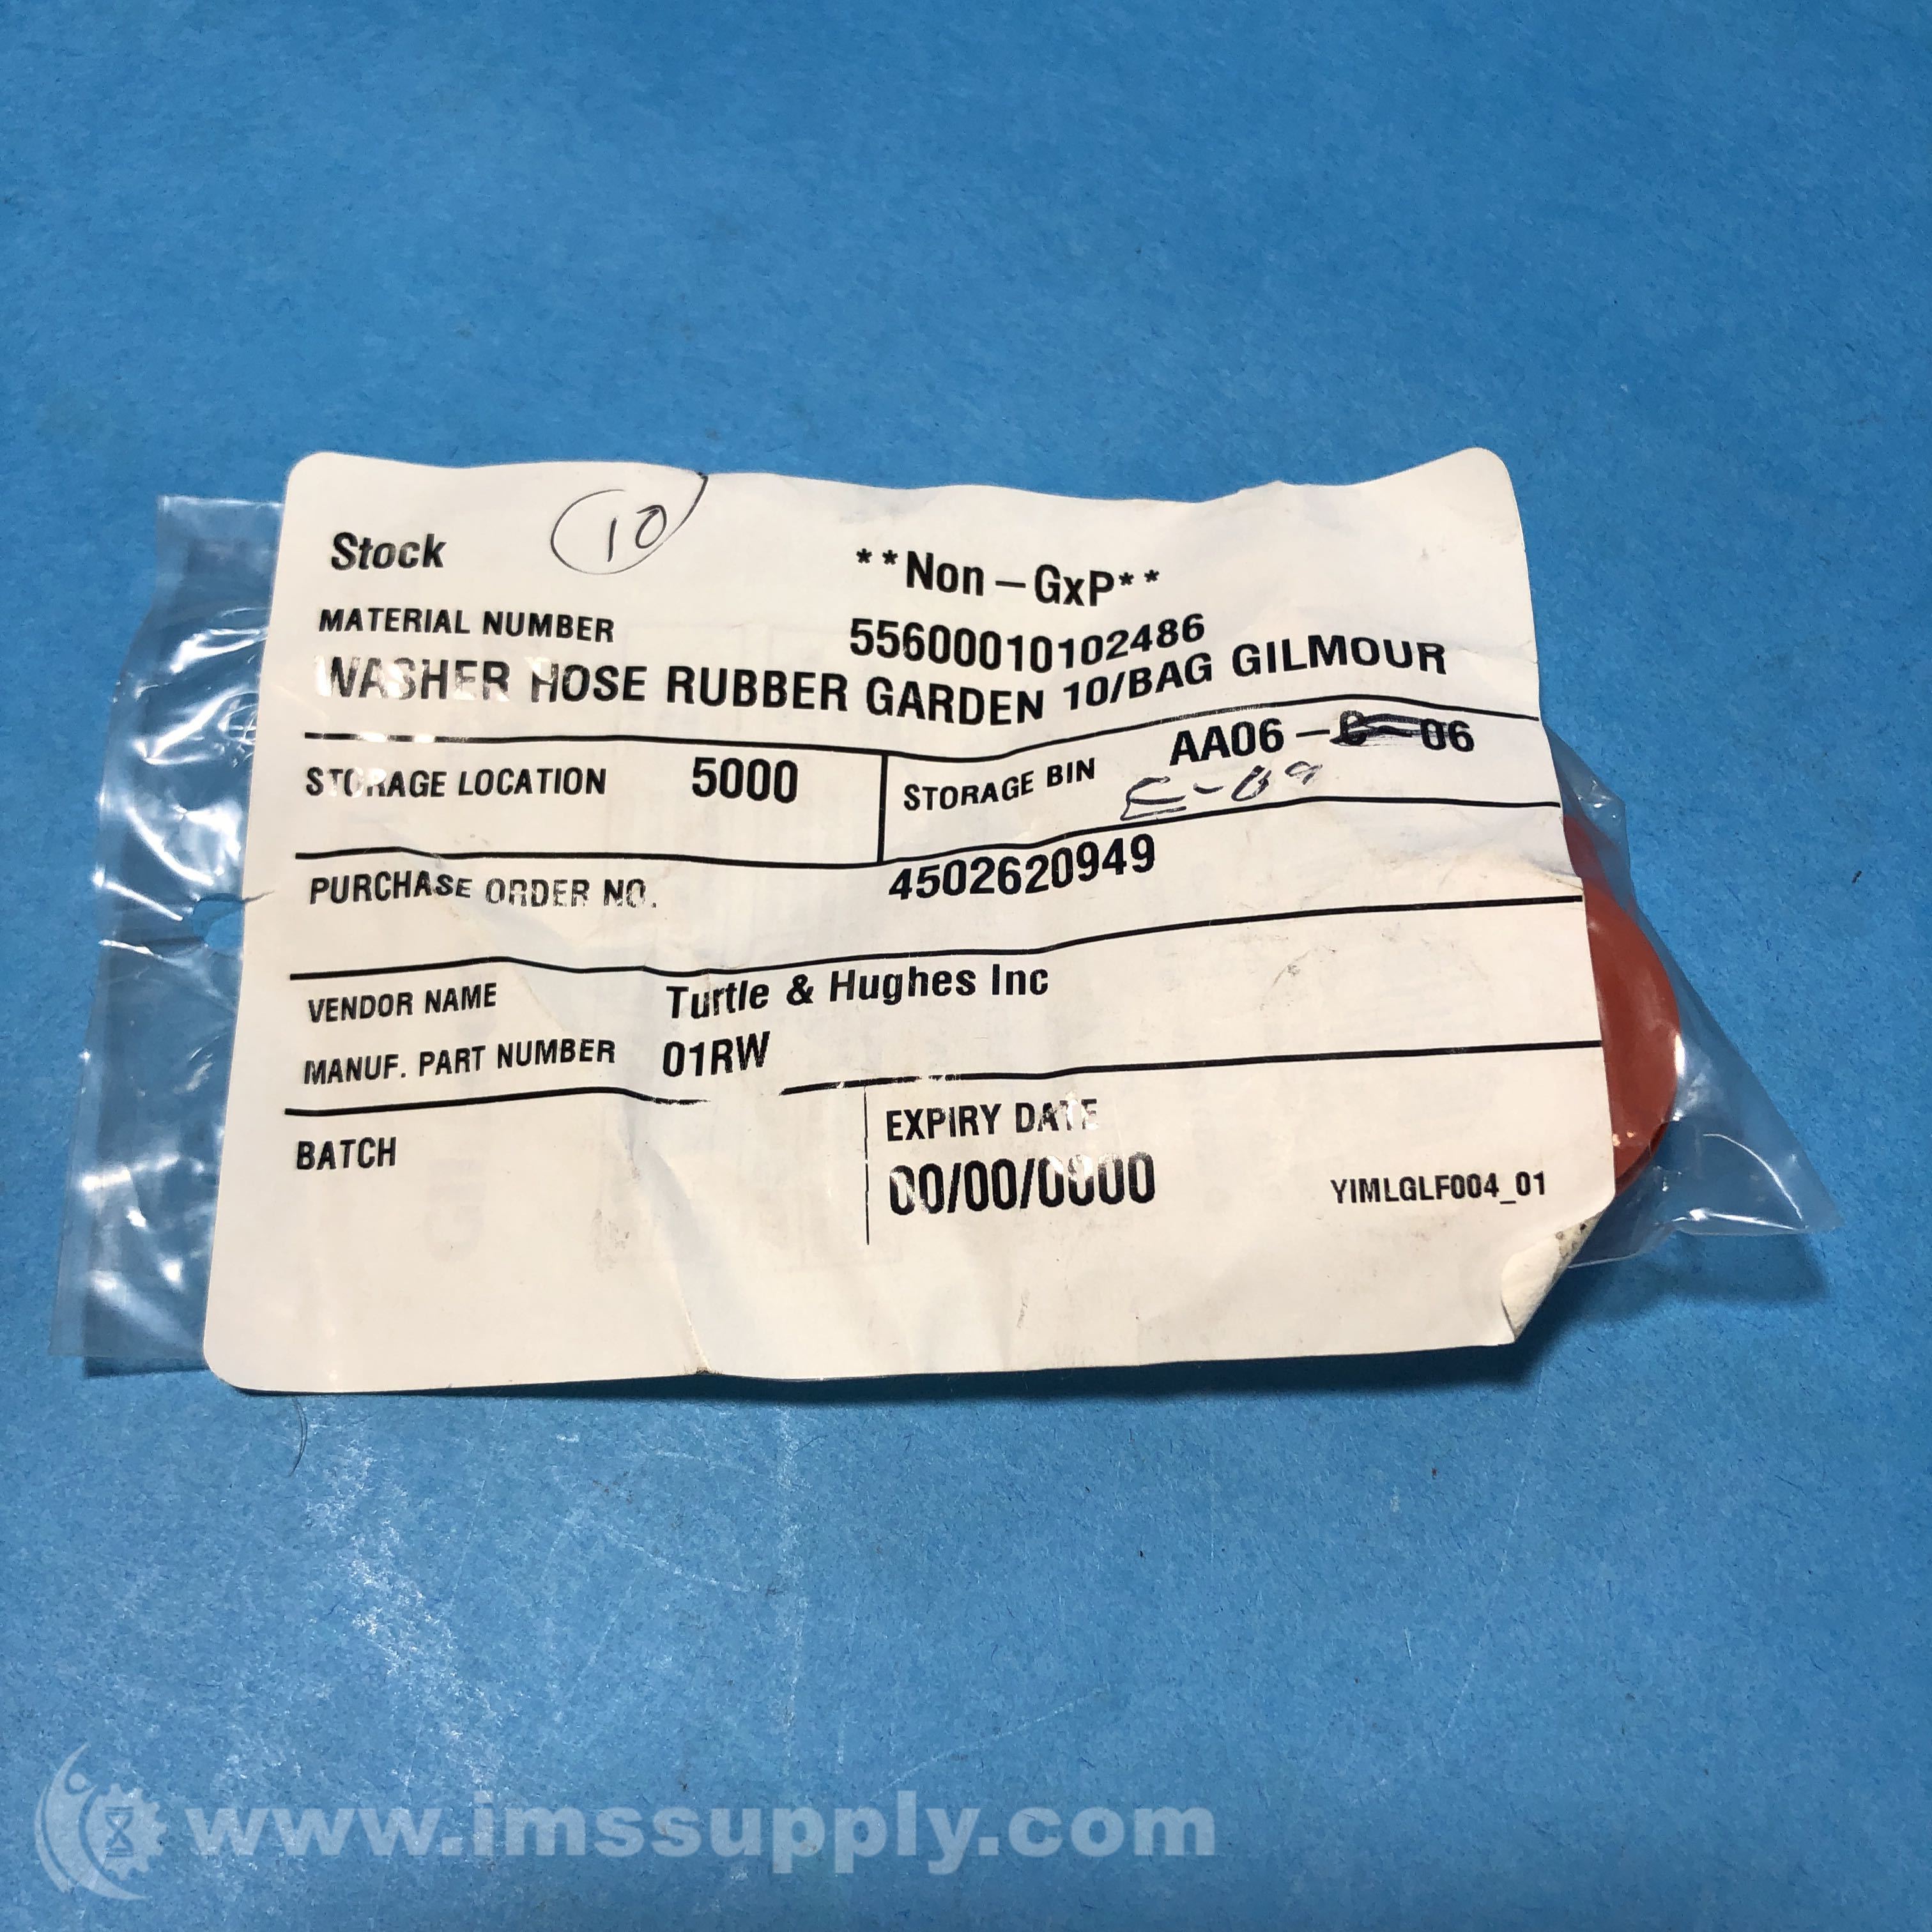 Stock 10
**Non-GxP**
MATERIAL NUMBER 55600010102486
WASHER HOSE RUBBER GARDEN 10/BAG GILMOUR
STORAGE LOCATION 5000
STORAGE BIN AA06-06
PURCHASE ORDER NO. 4502620949
VENDOR NAME Turtle & Hughes Inc
MANUF. PART NUMBER 01RW
BATCH
EXPIRY DATE
00/00/0000
YIMLGLF004_01
www.imssupply.com